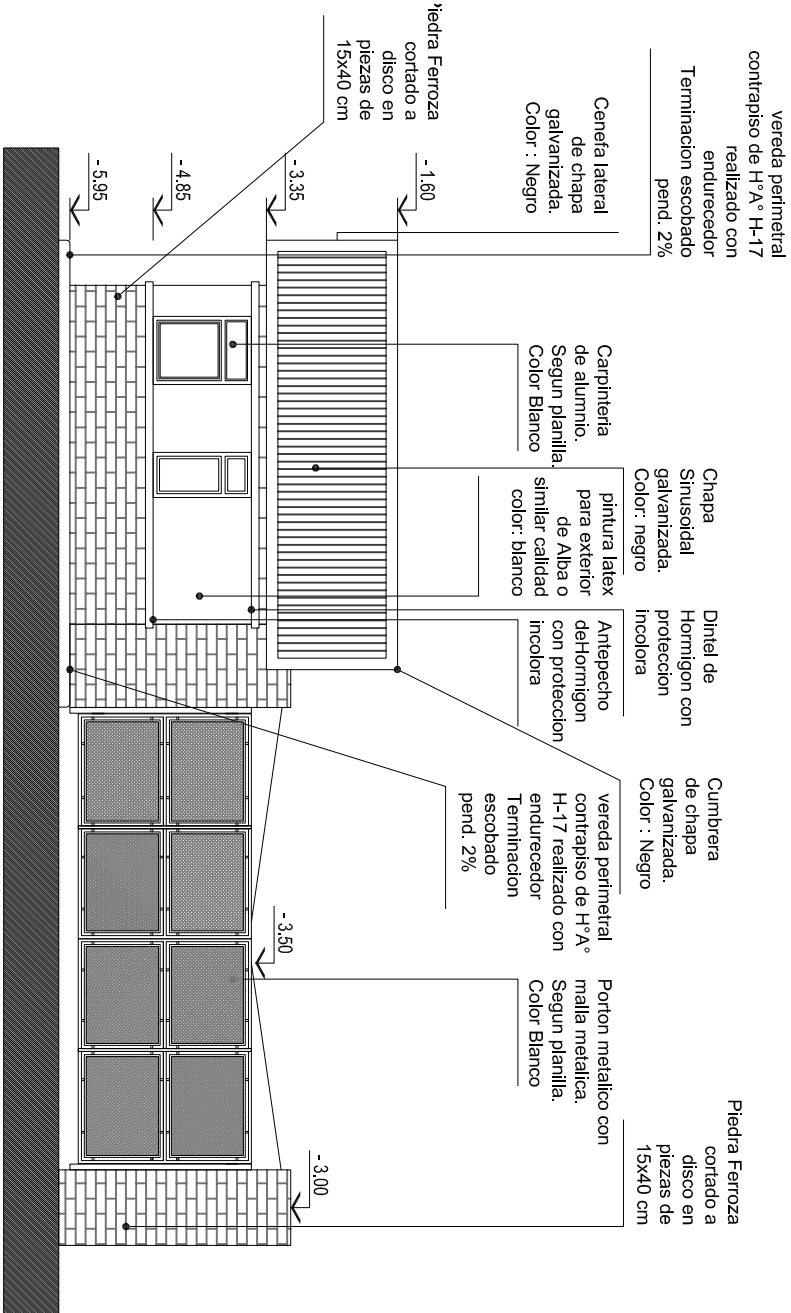 vereda perimetral
contrapiso de H°A° H-17
realizado con
endurecedor
Terminacion escobado
pend. 2%
Cumbrera
de chapa
galvanizada.
Color : Negro
Piedra Ferroza
cortado a
disco en
piezas de
15x40 cm
Chapa
Sinusoidal
galvanizada.
Color: negro
Dintel de
Hormigon con
proteccion
incolora
Cenefa lateral
de chapa
galvanizada.
Color : Negro
Carpinteria
de alumnio.
Segun planilla.
Color Blanco
pintura latex
para exterior
de Alba o
similar calidad
color: blanco
Antepecho
deHormigon
con proteccion
incolora
vereda perimetral
contrapiso de H°A°
H-17 realizado con
endurecedor
Terminacion
escobado
pend. 2%
Porton metalico con
malla metalica.
Segun planilla.
Color Blanco
iedra Ferroza
cortado a
disco en
piezas de
15x40 cm
- 1.60
- 3.35
- 4.85
- 5.95
- 3.50
- 3.00